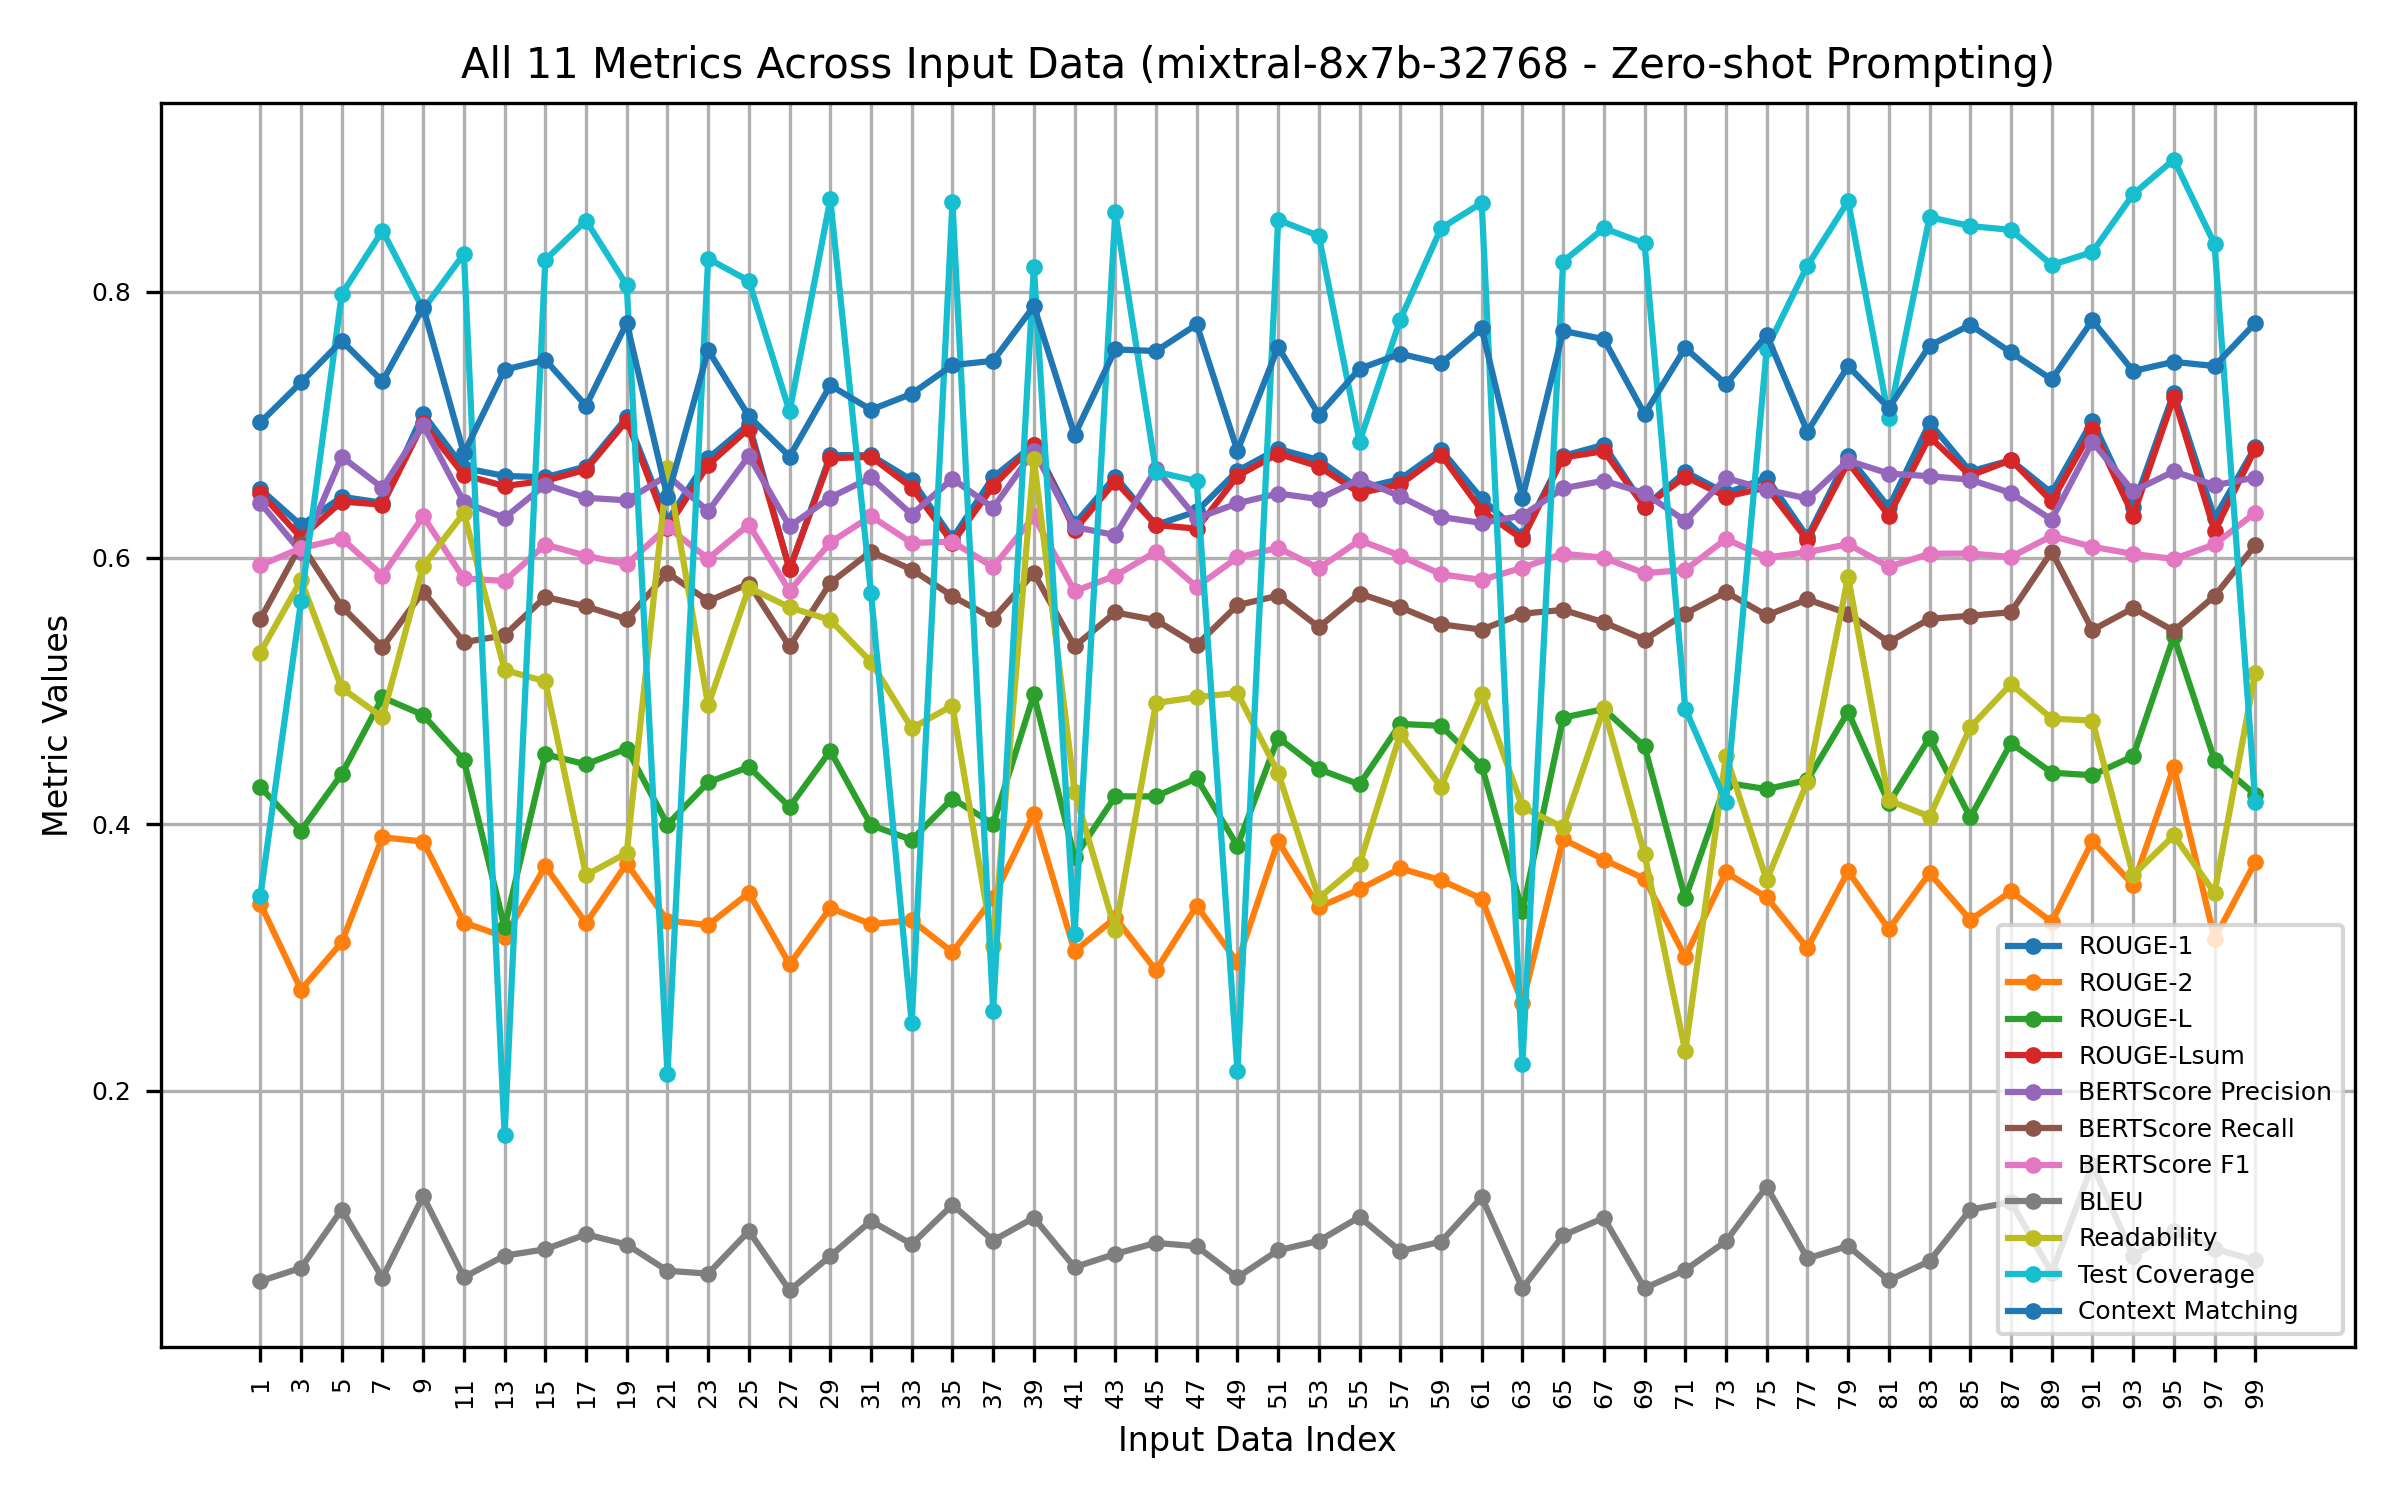 All 11 Metrics Across Input Data (mixtral-8x7b-32768 - Zero-shot Prompting)
Metric Values
0.8
0.6
0.4
0.2
ROUGE-1
ROUGE-2
ROUGE-L
ROUGE-Lsum
BERTScore Precision
BERTScore Recall
BERTScore F1
BLEU
Readability
Test Coverage
Context Matching
1 3 5 7 9 11 13 15 17 19 21 23 25 27 29 31 33 35 37 39 41 43 45 47 49 51 53 55 57 59 61 63 65 67 69 71 73 75 77 79 81 83 85 87 89 91 93 95 97 99
Input Data Index